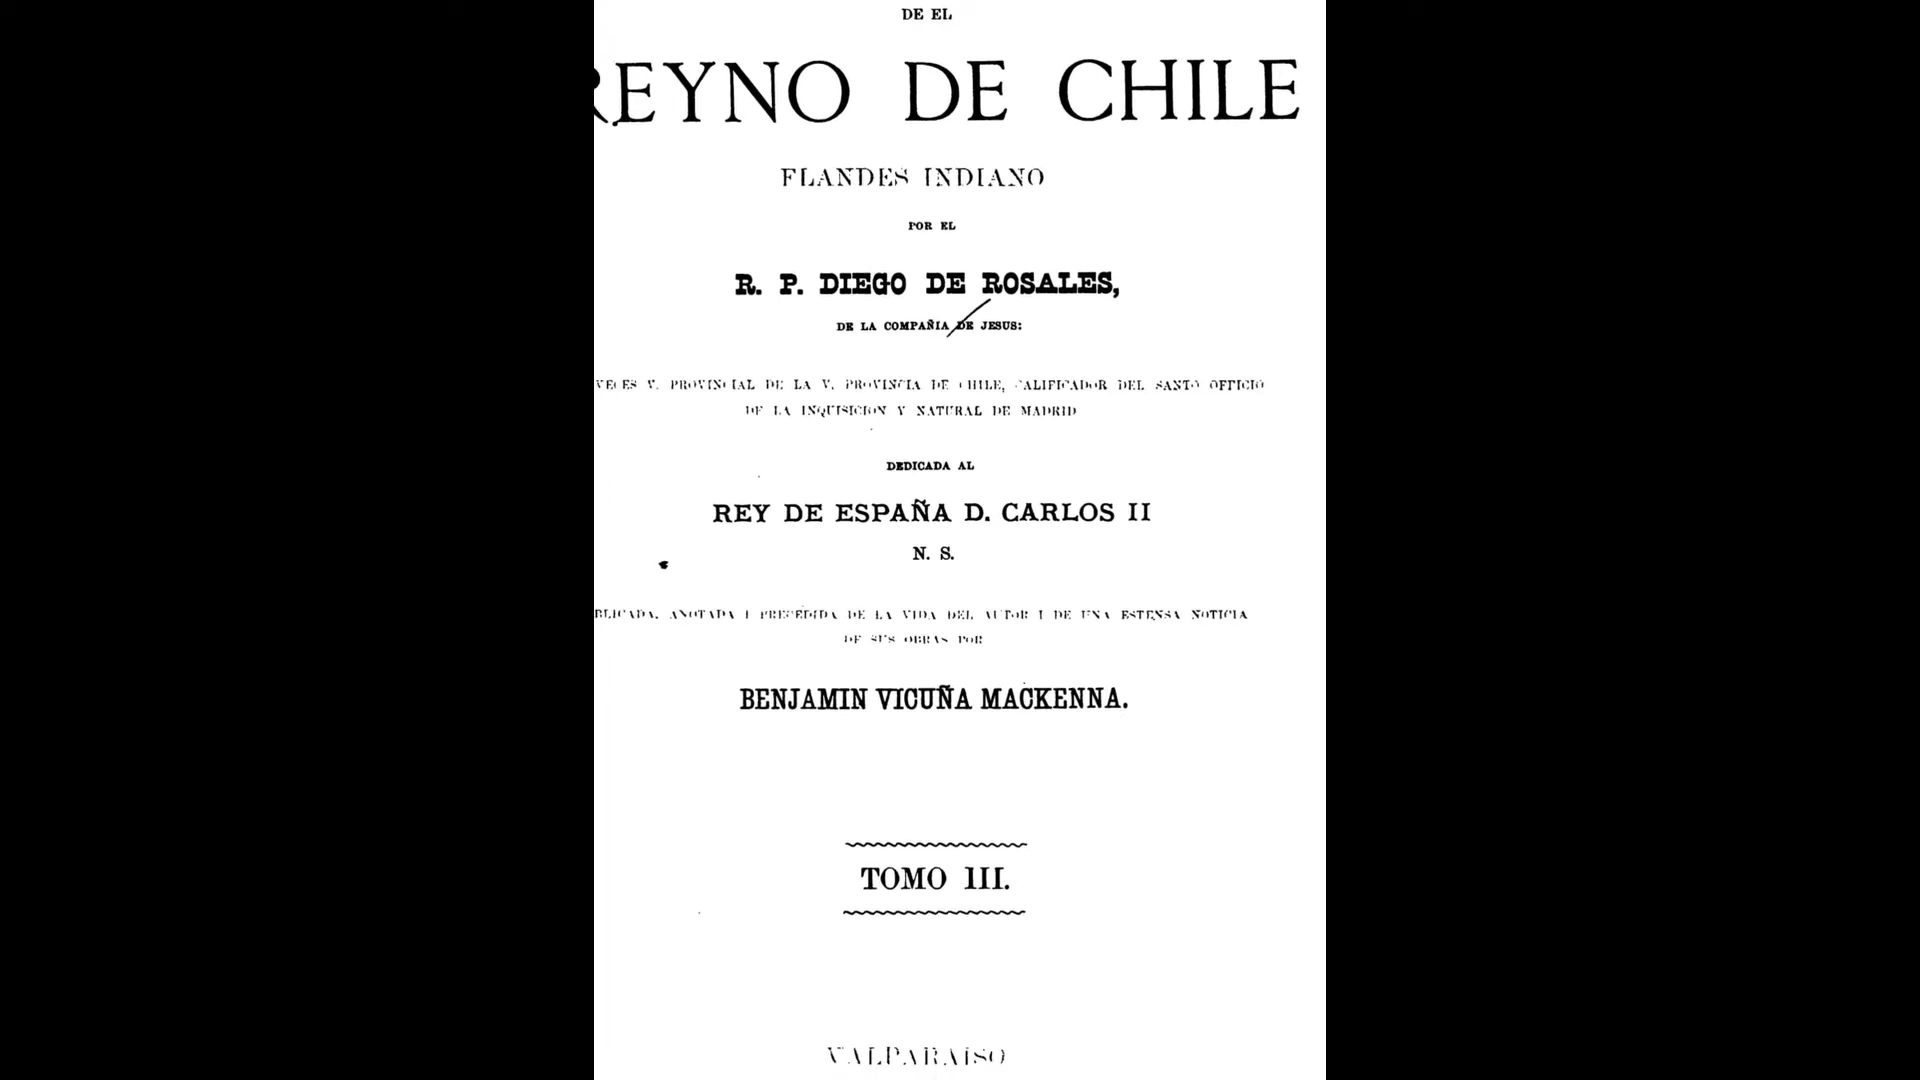 DE EL
REYNO DE CHILE
FLANDES INDIANO
POR EL
R. P. DIEGO DE ROSALES,
DE LA COMPAÑIA DE JESUS:
VECES V. PROVINCIAL DE LA V. PROVINCIA DE CHILE, CALIFICADOR DEL SANTO OFFICIO
DE LA INQUISICION Y NATURAL DE MADRID
DEDICADA AL
REY DE ESPAÑA D. CARLOS II
N. S.
BLICADA, ANOTADA I PRECEDIDA DE LA VIDA DEL AUTOR I DE UNA ESTENSA NOTICIA
DE SUS OBRAS POR
BENJAMIN VICUÑA MACKENNA.
TOMO III.
VALPARAISO